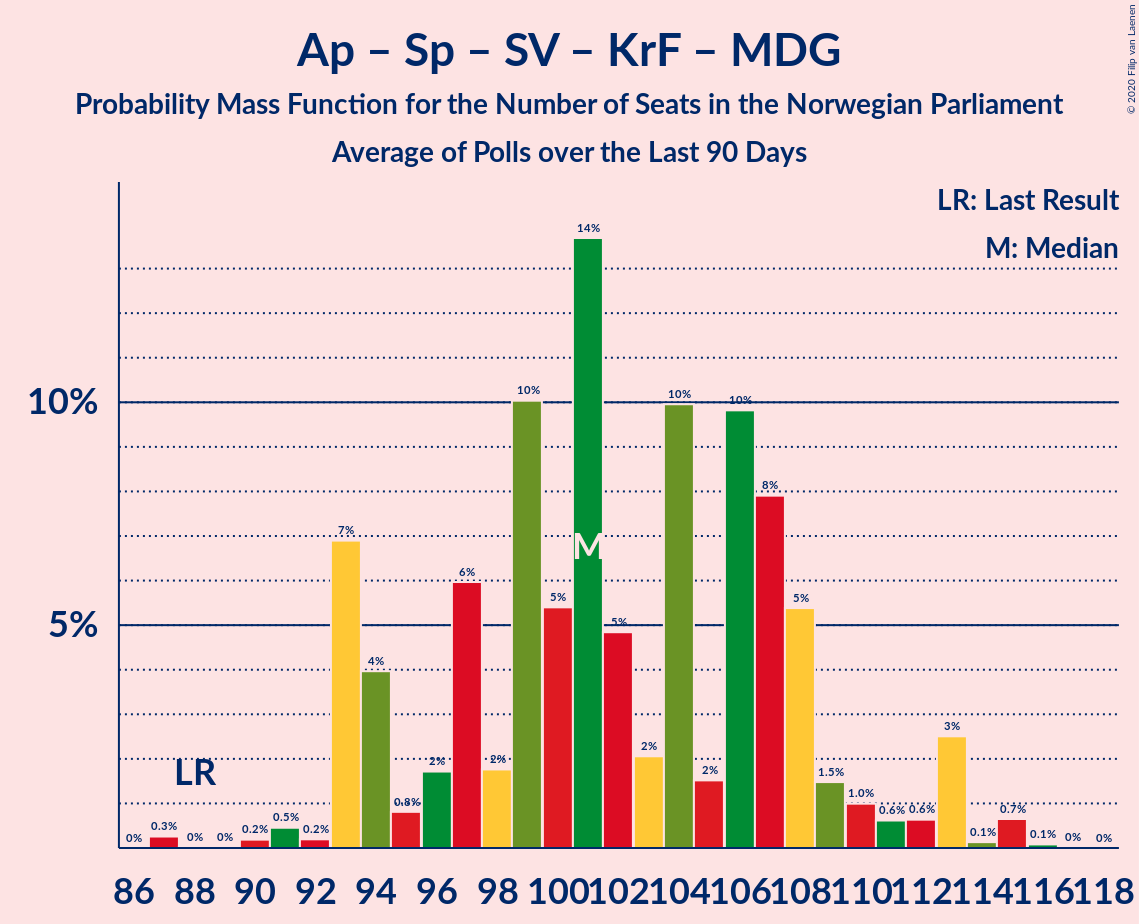 Ap – Sp – SV – KrF – MDG
Probability Mass Function for the Number of Seats in the Norwegian Parliament
Average of Polls over the Last 90 Days
© 2020 Filip van Laenen
LR: Last Result
M: Median
10%
5%
LR
M
0% 0.3% 0% 0% 0.2% 0.5% 0.2% 7% 4% 0.8% 2% 6% 2% 10% 5% 14% 5% 2% 10% 2% 10% 8% 5% 1.5% 1.0% 0.6% 0.6% 3% 0.1% 0.7% 0.1% 0% 0%
86 88 90 92 94 96 98 100 102 104 106 108 110 112 114 116 118